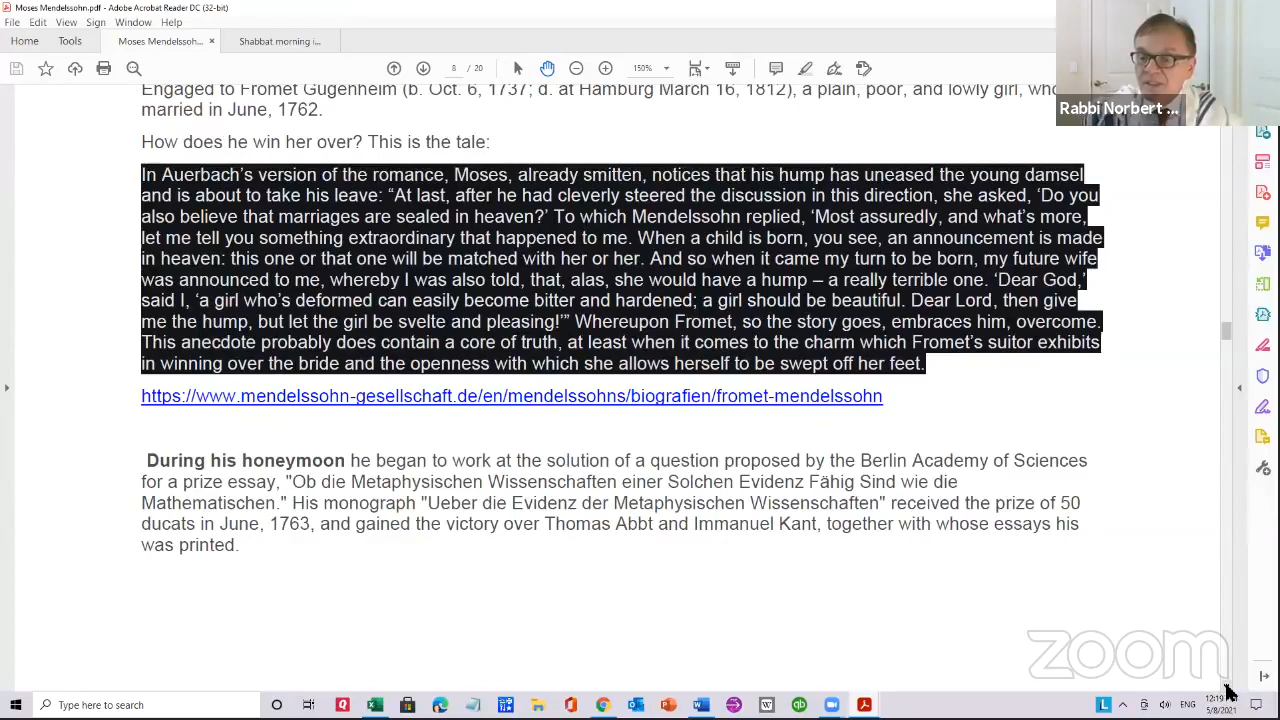 Moses Mendelssohn.pdf - Adobe Acrobat Reader DC (32-bit)
File Edit View Sign Window Help
Home Tools Moses Mendelssoh... × Shabbat morning i...
8 / 20 150%
Rabbi Norbert ...
Engaged to Fromet Gugenheim (b. Oct. 6, 1737; d. at Hamburg March 16, 1812), a plain, poor, and lowly girl,
married in June, 1762.
How does he win her over? This is the tale:
In Auerbach's version of the romance, Moses, already smitten, notices that his hump has uneased the young damsel
and is about to take his leave: “At last, after he had cleverly steered the discussion in this direction, she asked, ‘Do you
also believe that marriages are sealed in heaven?’ To which Mendelssohn replied, ‘Most assuredly, and what’s more,
let me tell you something extraordinary that happened to me. When a child is born, you see, an announcement is made
in heaven: this one or that one will be matched with her or her. And so when it came my turn to be born, my future wife
was announced to me, whereby I was also told, that, alas, she would have a hump – a really terrible one. ‘Dear God,’
said I, ‘a girl who’s deformed can easily become bitter and hardened; a girl should be beautiful. Dear Lord, then give
me the hump, but let the girl be svelte and pleasing!’” Whereupon Fromet, so the story goes, embraces him, overcome.
This anecdote probably does contain a core of truth, at least when it comes to the charm which Fromet’s suitor exhibits
in winning over the bride and the openness with which she allows herself to be swept off her feet.
https://www.mendelssohn-gesellschaft.de/en/mendelssohns/biografien/fromet-mendelssohn
During his honeymoon he began to work at the solution of a question proposed by the Berlin Academy of Sciences
for a prize essay, "Ob die Metaphysischen Wissenschaften einer Solchen Evidenz Fähig Sind wie die
Mathematischen." His monograph "Ueber die Evidenz der Metaphysischen Wissenschaften" received the prize of 50
ducats in June, 1763, and gained the victory over Thomas Abbt and Immanuel Kant, together with whose essays his
was printed.
zoom
Type here to search
ENG
5/8/2021